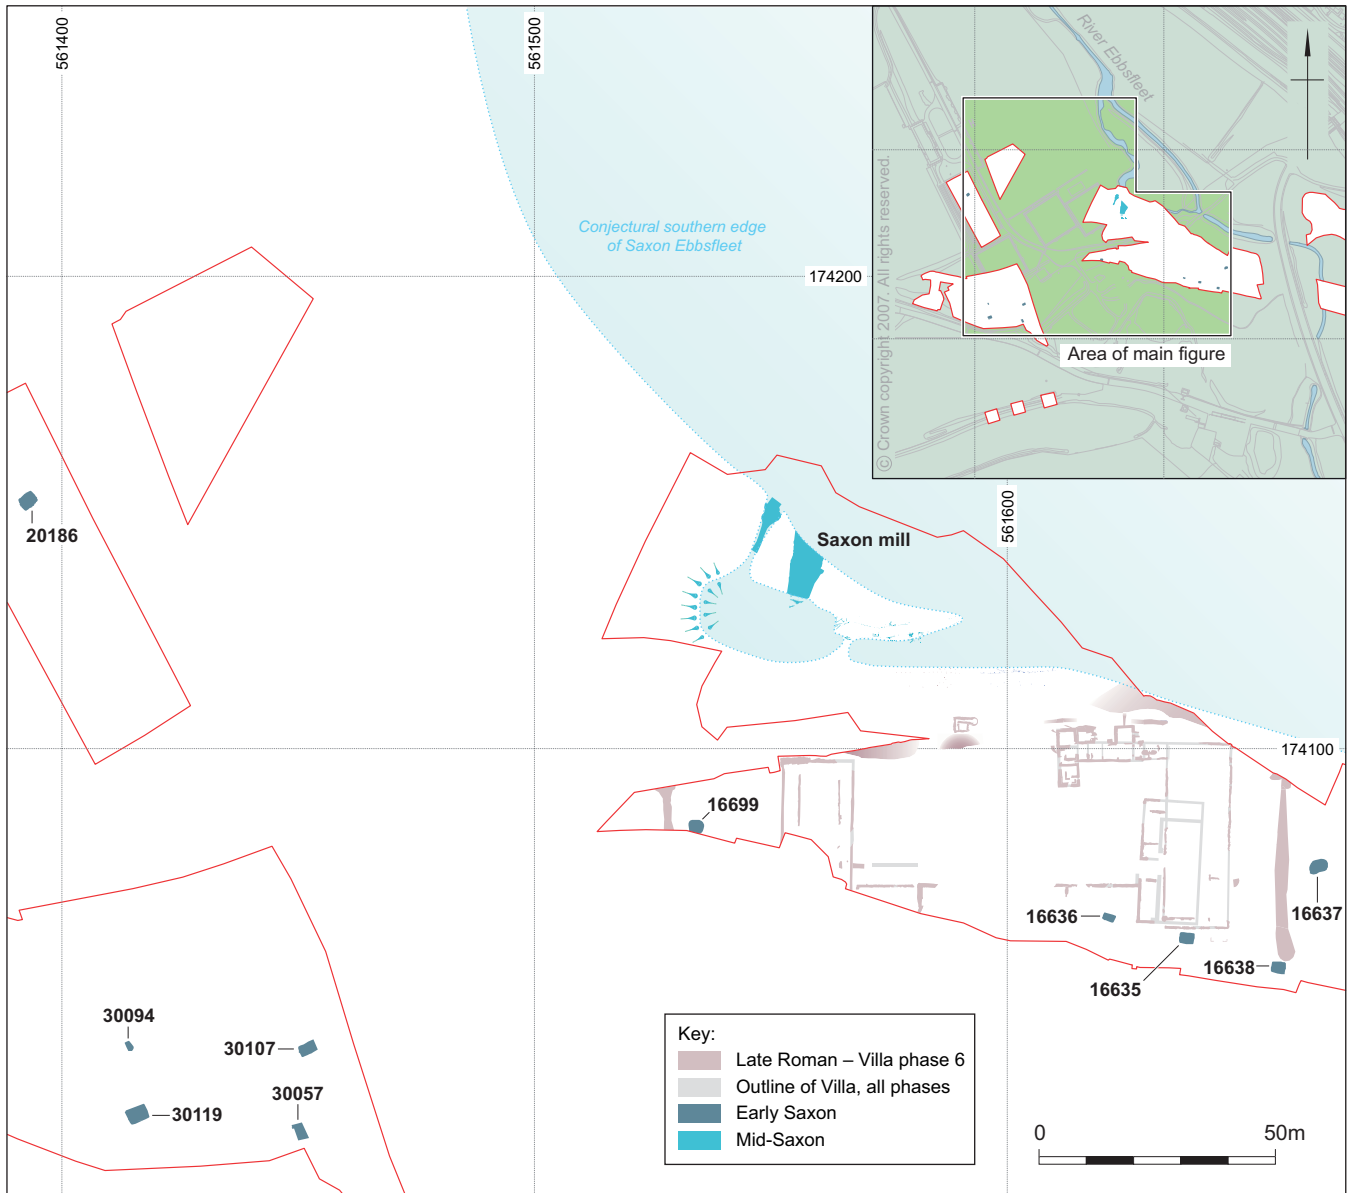 561400
561500
River Ebbsfleet
© Crown copyright 2007. All rights reserved.
Conjectural southern edge
of Saxon Ebbsfleet
174200
Area of main figure
561600
20186
Saxon mill
174100
16699
16637
16636
16638
16635
30094
30107
30057
30119
Key:
Late Roman – Villa phase 6
Outline of Villa, all phases
Early Saxon
Mid-Saxon
0
50m